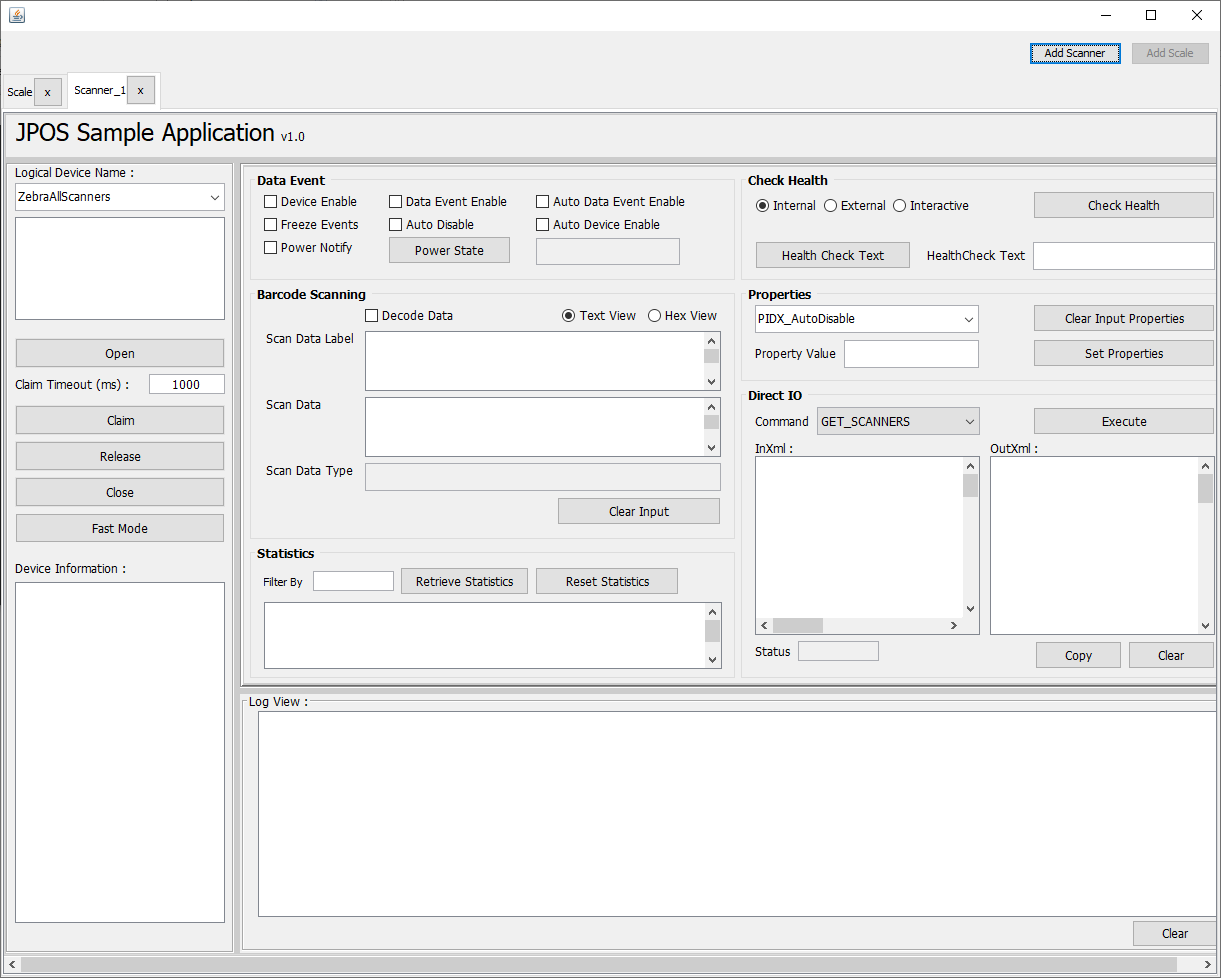 Add Scanner
Add Scale
Scale x
Scanner_1 x
JPOS Sample Application v1.0
Logical Device Name :
ZebraAllScanners
Open
Claim Timeout (ms) : 1000
Claim
Release
Close
Fast Mode
Device Information :
Data Event
Device Enable Data Event Enable Auto Data Event Enable
Freeze Events Auto Disable Auto Device Enable
Power Notify Power State
Barcode Scanning
Decode Data Text View Hex View
Scan Data Label
Scan Data
Scan Data Type
Clear Input
Statistics
Filter By Retrieve Statistics Reset Statistics
Check Health
Internal External Interactive Check Health
Health Check Text HealthCheck Text
Properties
PIDX_AutoDisable Clear Input Properties
Property Value Set Properties
Direct IO
Command GET_SCANNERS Execute
InXml : OutXml :
Status Copy Clear
Log View :
Clear